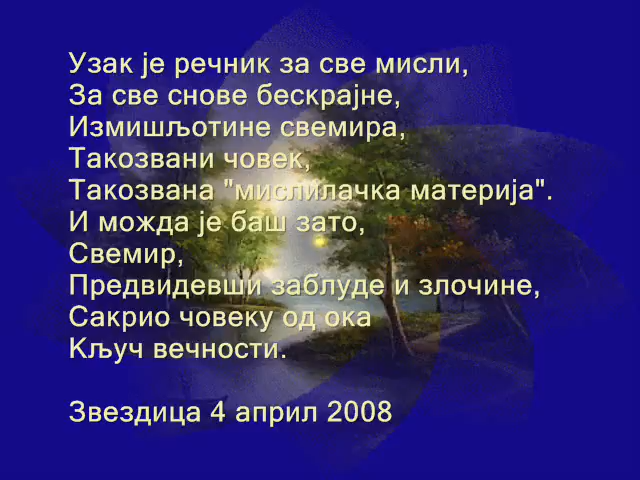 Узак је речник за све мисли,
За све снове бескрајне,
Измишљотине свемира,
Такозвани човек,
Такозвана "мислилачка материја".
И можда је баш зато,
Свемир,
Предвидевши заблуде и злочине,
Сакрио човеку од ока
Кључ вечности.
Звездица 4 април 2008